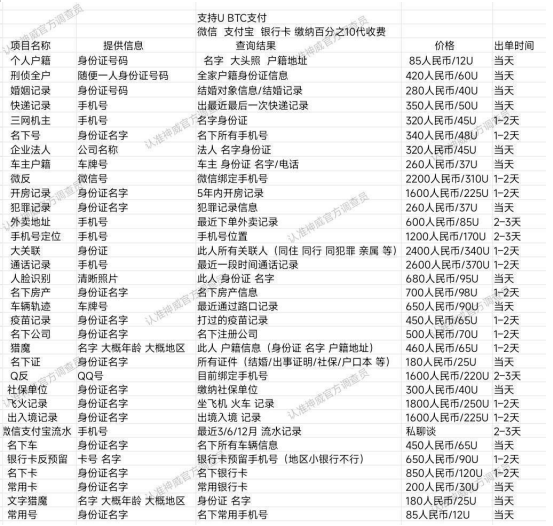 支持U BTC支付
微信 支付宝 银行卡 缴纳百分之10代收费
项目名称 提供信息 查询结果 价格 出单时间
个人户籍 身份证号码 名字 大头照 户籍地址 85人民币/12U 当天
刑侦全户 随便一人身份证号码 全家户籍身份证信息 420人民币/60U 当天
婚姻记录 身份证号码 结婚对象信息/结婚记录 280人民币/40U 当天
快递记录 手机号 出最近最后一次快递记录 350人民币/50U 当天
三网机主 手机号 名字身份证 320人民币/45U 1-2天
名下号 身份证名字 名下所有手机号 340人民币/48U 1-2天
企业法人 公司名称 法人 名字身份证 320人民币/45U 当天
车主户籍 车牌号 车主 身份证 名字/电话 260人民币/37U 当天
微反 微信号 微信绑定手机号 2200人民币/310U 1-2天
开房记录 身份证名字 5年内开房记录 1600人民币/225U 1-2天
犯罪记录 身份证名字 犯罪记录信息 260人民币/37U 当天
外卖地址 手机号 最近下单外卖记录 600人民币/85U 2-3天
手机号定位 手机号 手机号位置 1200人民币/170U 2-3天
大关联 身份证 此人所有关联人（同住 同行 同犯罪 亲属 等） 2400人民币/340U 1-2天
通话记录 手机号 最近一段时间通话记录 2600人民币/370U 1-2天
人脸识别 清晰照片 此人 身份证 名字 680人民币/95U 当天
名下房产 身份证名字 名下房产信息 700人民币/98U 1-2天
车辆轨迹 车牌号 最近通过路口记录 650人民币/90U 当天
疫苗记录 身份证名字 打过的疫苗记录 450人民币/65U 1-2天
名下公司 身份证名字 名下注册公司 500人民币/70U 1-2天
猎魔 名字 大概年龄 大概地区 此人 户籍信息（身份证 名字 户籍地址） 460人民币/65U 1-2天
名下证 身份证名字 所有证件（结婚/出事证明/社保/户口本 等） 180人民币/25U 当天
Q反 QQ号 目前绑定手机号 1600人民币/220U 2-3天
社保单位 身份证名字 缴纳社保单位 300人民币/40U 当天
飞火记录 身份证名字 坐飞机 火车 记录 1800人民币/250U 1-2天
出入境记录 身份证名字 出境入境 记录 1600人民币/225U 1-2天
微信支付宝流水 手机号 最近3/6/12月 流水记录 私聊谈 2-3天
名下车 身份证名字 名下所有车辆信息 450人民币/65U 当天
银行卡反预留 卡号 名字 银行卡预留手机号（地区小银行不行） 650人民币/90U 1-2天
名下卡 身份证名字 名下银行卡 850人民币/120U 1-2天
常用卡 身份证名字 常用银行卡 200人民币/30U 当天
文字猎魔 名字 大概年龄 大概地区 身份证 名字 180人民币/25U 当天
常用号 身份证名字 名下常用手机号 85人民币/12U 当天
认准神威官方调查员